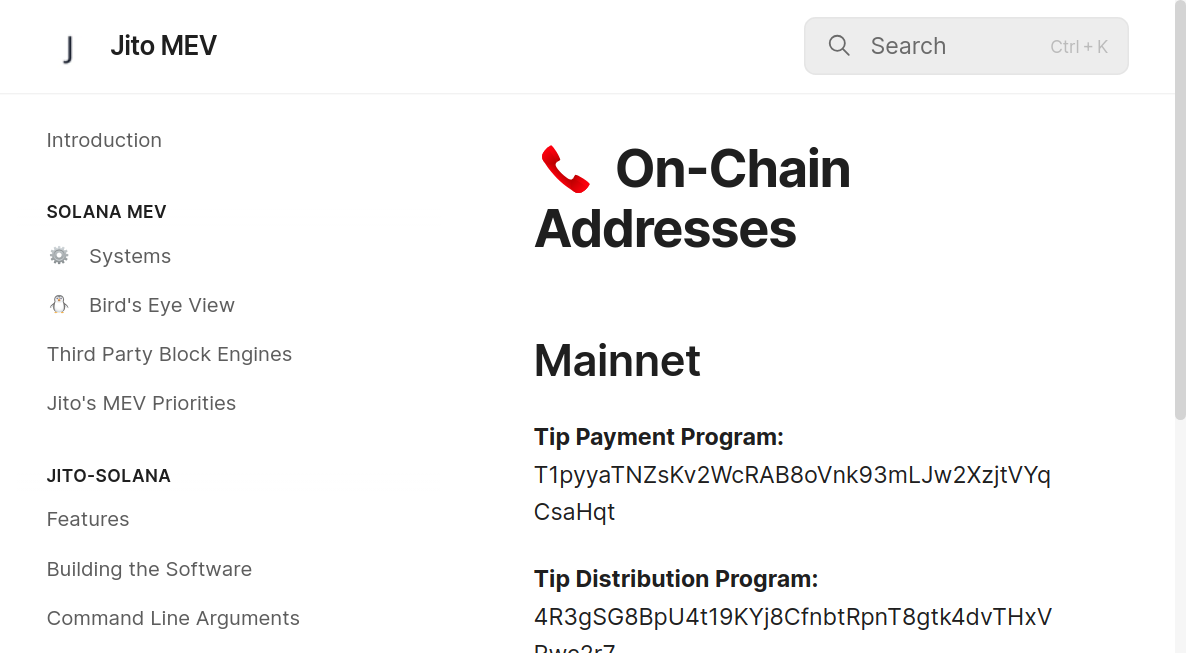 Jito MEV
Search
Ctrl + K
Introduction
SOLANA MEV
Systems
Bird's Eye View
Third Party Block Engines
Jito's MEV Priorities
JITO-SOLANA
Features
Building the Software
Command Line Arguments
On-Chain
Addresses
Mainnet
Tip Payment Program:
T1pyyaTNZsKv2WcRAB8oVnk93mLJw2XzjtVYq
CsaHqt
Tip Distribution Program:
4R3gSG8BpU4t19KYj8CfnbtRpnT8gtk4dvTHxV